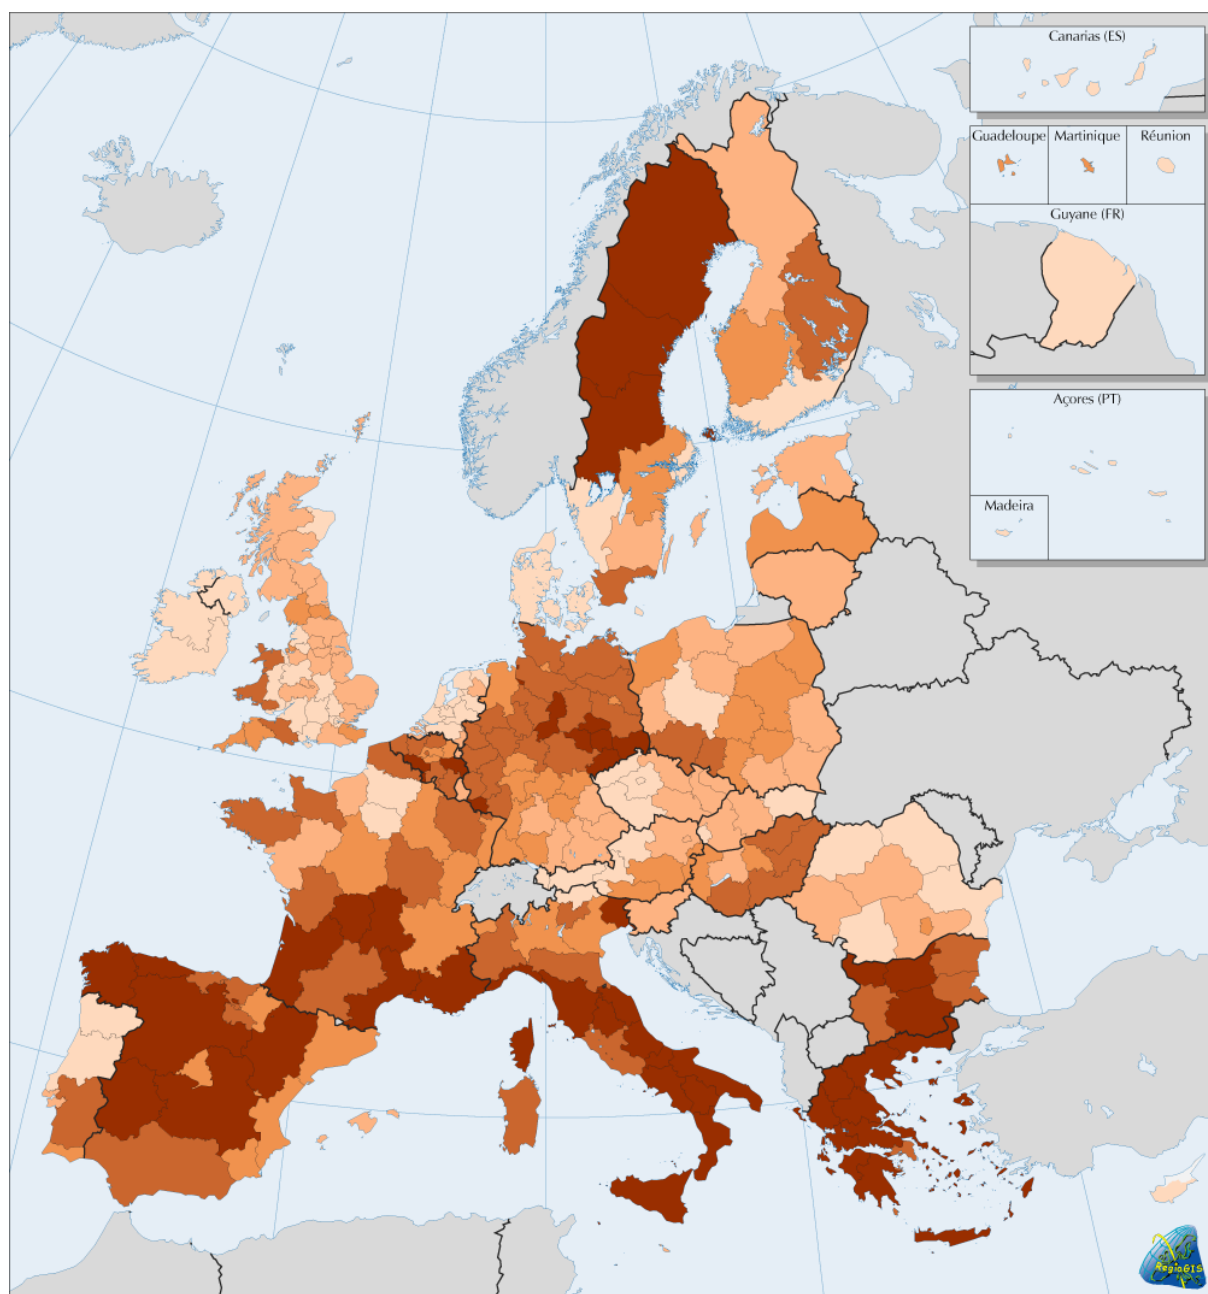 Canarias (ES)
Guadeloupe
Martinique
Réunion
Guyane (FR)
Açores (PT)
Madeira
RegioGIS